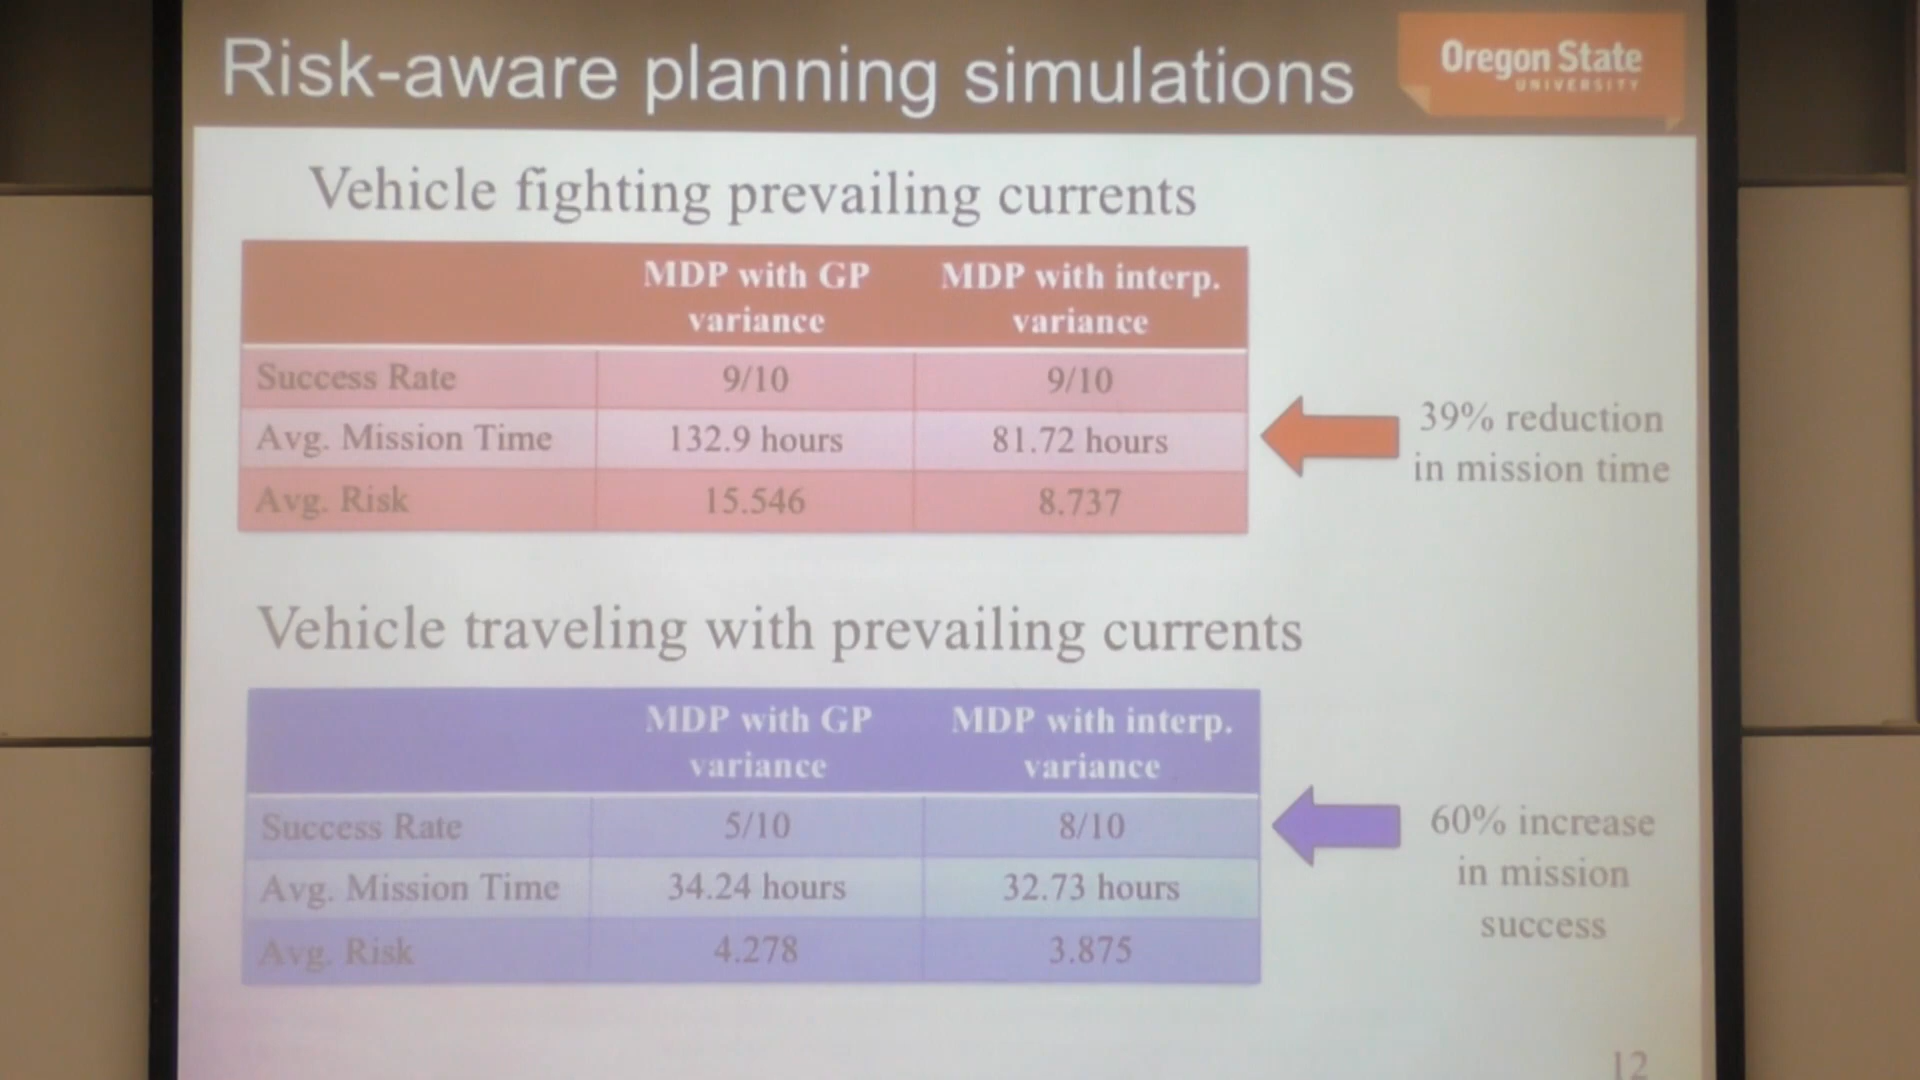 Risk-aware planning simulations
Oregon State
UNIVERSITY
Vehicle fighting prevailing currents
MDP with GP variance
MDP with interp. variance
Success Rate 9/10 9/10
Avg. Mission Time 132.9 hours 81.72 hours
Avg. Risk 15.546 8.737
39% reduction
in mission time
Vehicle traveling with prevailing currents
MDP with GP variance
MDP with interp. variance
Success Rate 5/10 8/10
Avg. Mission Time 34.24 hours 32.73 hours
Avg. Risk 4.278 3.875
60% increase
in mission
success
12